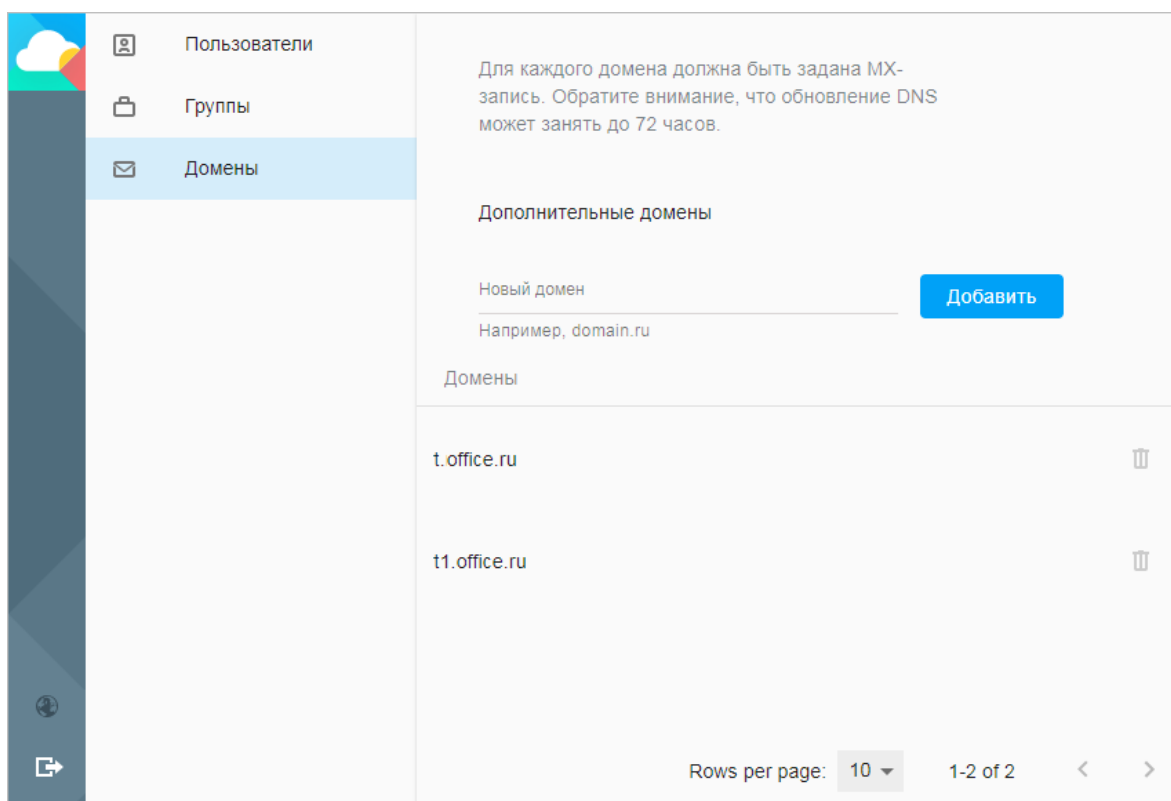 Пользователи
Группы
Домены
Для каждого домена должна быть задана MX-
запись. Обратите внимание, что обновление DNS
может занять до 72 часов.
Дополнительные домены
Новый домен
Добавить
Например, domain.ru
Домены
t.office.ru
t1.office.ru
Rows per page: 10 1-2 of 2